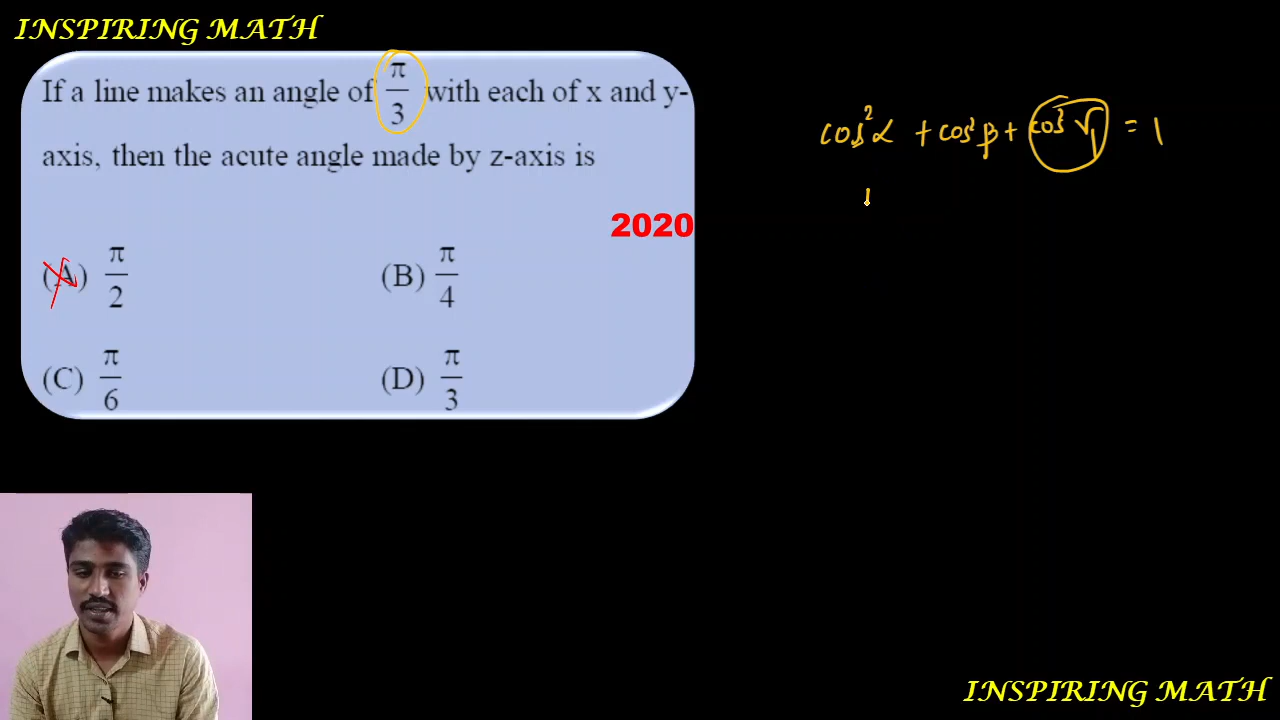 INSPIRING MATH
If a line makes an angle of π/3 with each of x and y-
axis, then the acute angle made by z-axis is
2020
(A) π/2 (B) π/4
(C) π/6 (D) π/3
cos²α + cos²β + cos²γ = 1
1
INSPIRING MATH